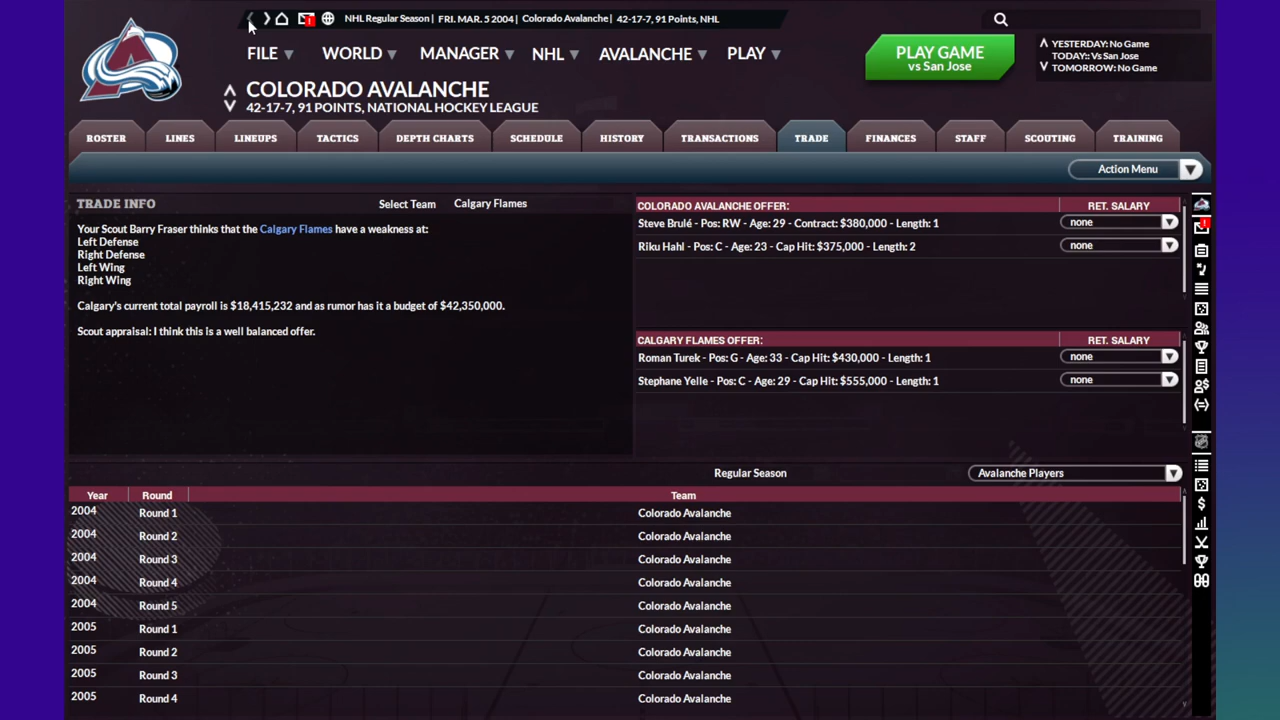 NHL Regular Season | FRI. MAR. 5 2004 | Colorado Avalanche | 42-17-7, 91 Points, NHL
FILE WORLD MANAGER NHL AVALANCHE PLAY
PLAY GAME
vs San Jose
YESTERDAY: No Game
TODAY:: Vs San Jose
TOMORROW: No Game
COLORADO AVALANCHE
42-17-7, 91 POINTS, NATIONAL HOCKEY LEAGUE
ROSTER LINES LINEUPS TACTICS DEPTH CHARTS SCHEDULE HISTORY TRANSACTIONS TRADE FINANCES STAFF SCOUTING TRAINING
Action Menu
TRADE INFO Select Team Calgary Flames
Your Scout Barry Fraser thinks that the Calgary Flames have a weakness at:
Left Defense
Right Defense
Left Wing
Right Wing
Calgary's current total payroll is $18,415,232 and as rumor has it a budget of $42,350,000.
Scout appraisal: I think this is a well balanced offer.
COLORADO AVALANCHE OFFER: RET. SALARY
Steve Brulé - Pos: RW - Age: 29 - Contract: $380,000 - Length: 1 none
Riku Hahl - Pos: C - Age: 23 - Cap Hit: $375,000 - Length: 2 none
CALGARY FLAMES OFFER: RET. SALARY
Roman Turek - Pos: G - Age: 33 - Cap Hit: $430,000 - Length: 1 none
Stephane Yelle - Pos: C - Age: 29 - Cap Hit: $555,000 - Length: 1 none
Regular Season Avalanche Players
Year Round Team
2004 Round 1 Colorado Avalanche
2004 Round 2 Colorado Avalanche
2004 Round 3 Colorado Avalanche
2004 Round 4 Colorado Avalanche
2004 Round 5 Colorado Avalanche
2005 Round 1 Colorado Avalanche
2005 Round 2 Colorado Avalanche
2005 Round 3 Colorado Avalanche
2005 Round 4 Colorado Avalanche